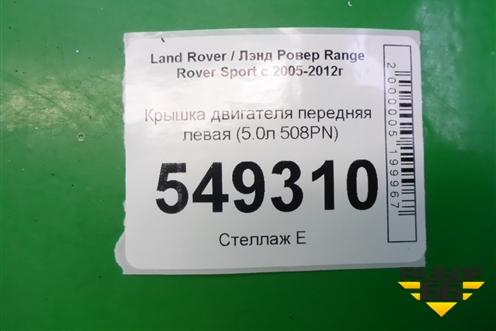 Land Rover / Лэнд Ровер Range
Rover Sport с 2005-2012г
Крышка двигателя передняя
левая (5.0л 508PN)
549310
Стеллаж Е
2000005199967